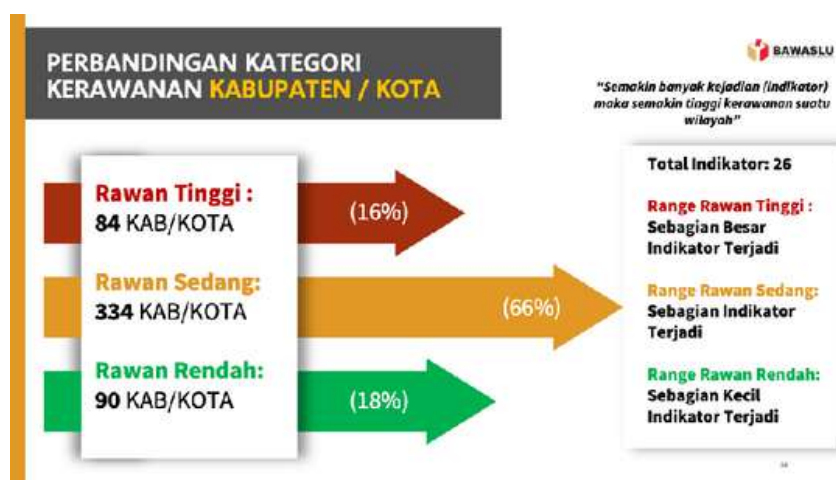 PERBANDINGAN KATEGORI
KERAWANAN KABUPATEN / KOTA
BAWASLU
"Semakin banyak kejadian (indikator)
maka semakin tinggi kerawanan suatu
wilayah"
Rawan Tinggi :
84 KAB/KOTA
(16%)
Rawan Sedang:
334 KAB/KOTA
(66%)
Rawan Rendah:
90 KAB/KOTA
(18%)
Total Indikator: 26
Range Rawan Tinggi :
Sebagian Besar
Indikator Terjadi
Range Rawan Sedang:
Sebagian Indikator
Terjadi
Range Rawan Rendah:
Sebagian Kecil
Indikator Terjadi